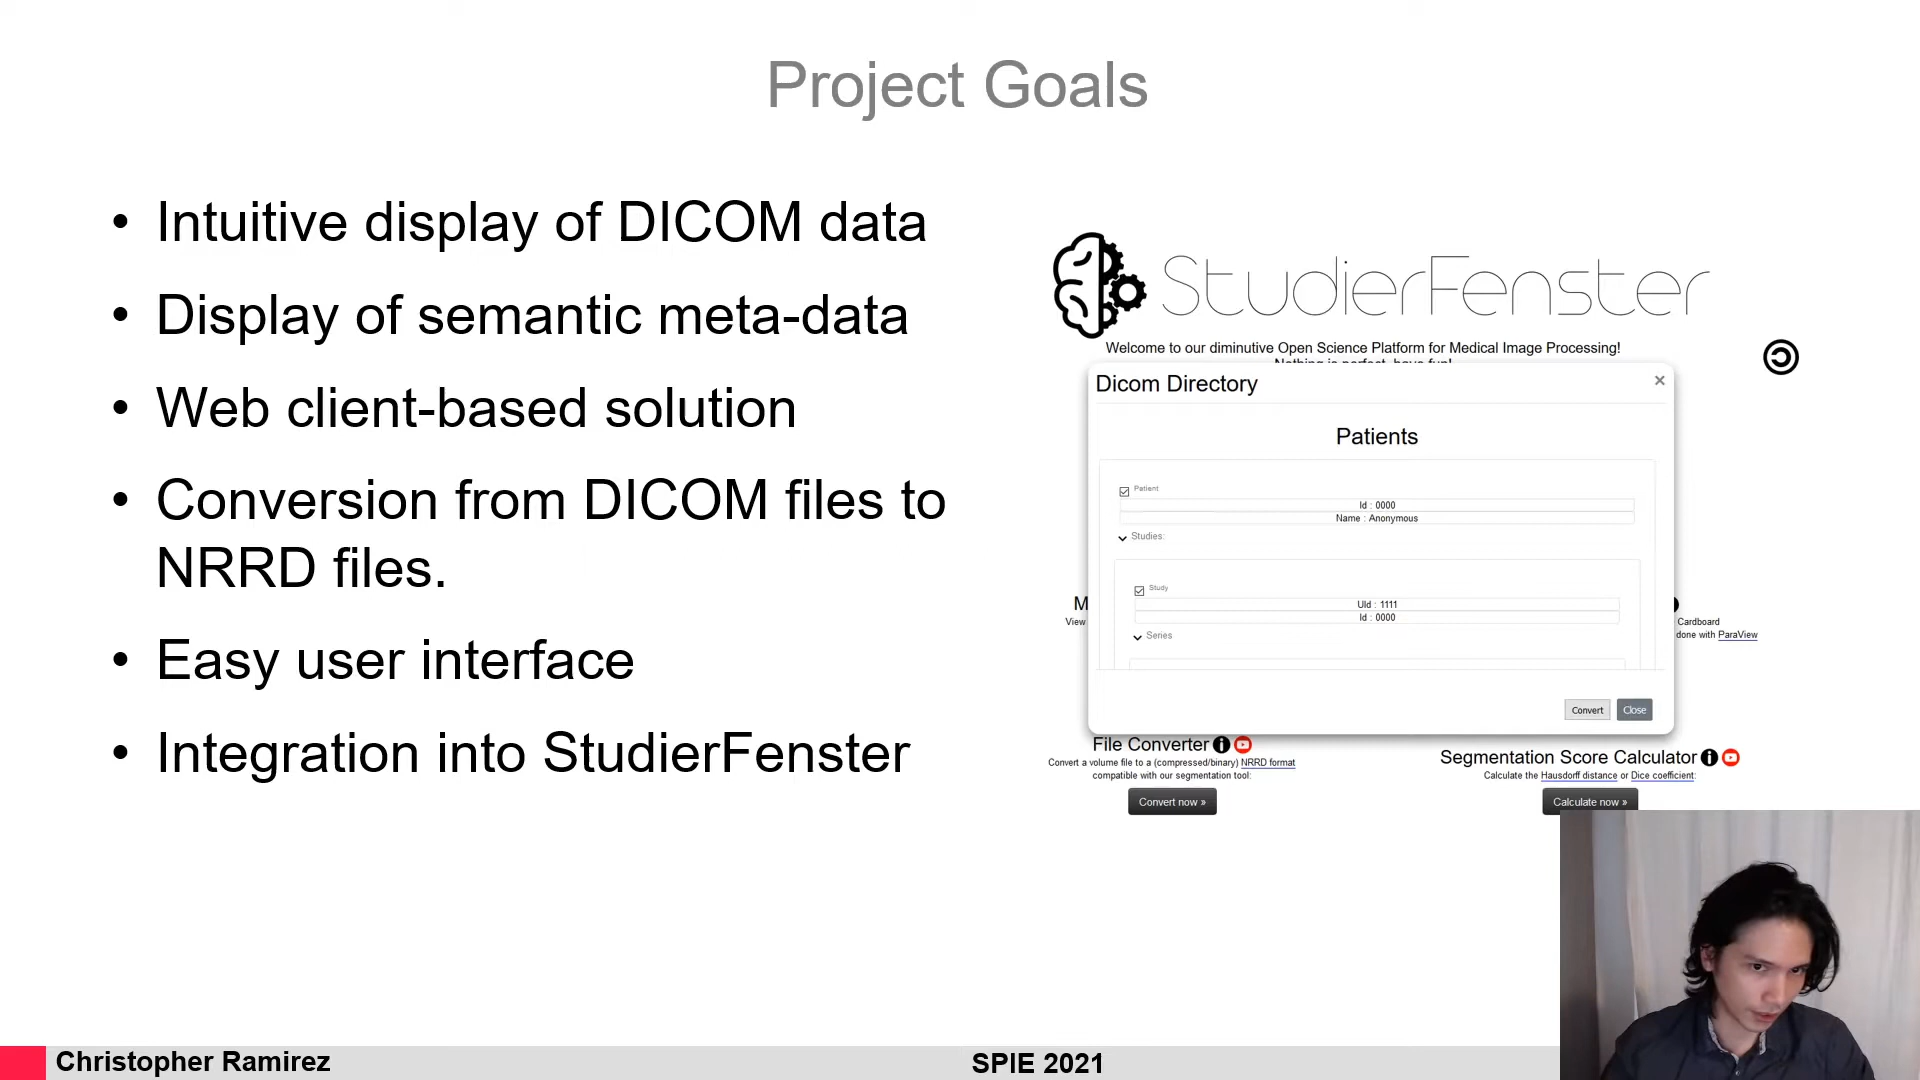 Project Goals
• Intuitive display of DICOM data
• Display of semantic meta-data
• Web client-based solution
• Conversion from DICOM files to
NRRD files.
• Easy user interface
• Integration into StudierFenster
StudierFenster
Welcome to our diminutive Open Science Platform for Medical Image Processing!
Dicom Directory
×
Patients
Patient
Id : 0000
Name : Anonymous
Studies:
Study
UId : 1111
Id : 0000
Series
Convert Close
M
View
Cardboard
done with ParaView
File Converter
Convert a volume file to a (compressed/binary) NRRD format
compatible with our segmentation tool:
Convert now »
Segmentation Score Calculator
Calculate the Hausdorff distance or Dice coefficient:
Calculate now »
Christopher Ramirez
SPIE 2021